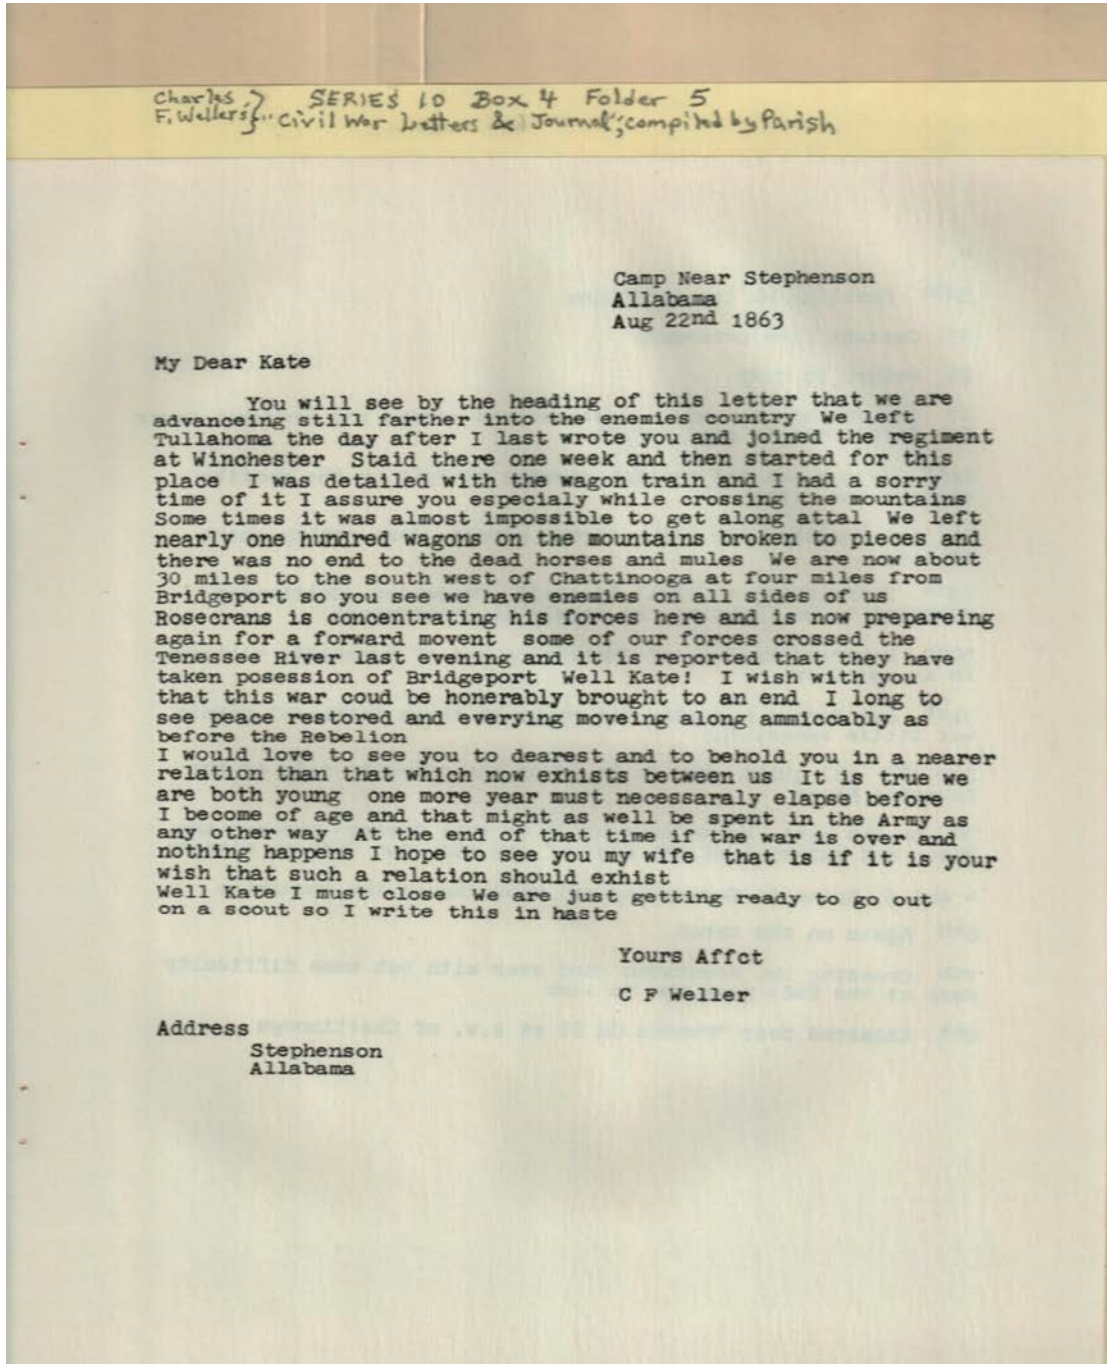 Charles } SERIES 10 Box 4 Folder 5
F. Wellers } "Civil War Letters & Journal", compiled by Parish
Camp Near Stephenson
Allabama
Aug 22nd 1863
My Dear Kate
You will see by the heading of this letter that we are
advanceing still farther into the enemies country We left
Tullahoma the day after I last wrote you and joined the regiment
at Winchester Staid there one week and then started for this
place I was detailed with the wagon train and I had a sorry
time of it I assure you especialy while crossing the mountains
Some times it was almost impossible to get along attal We left
nearly one hundred wagons on the mountains broken to pieces and
there was no end to the dead horses and mules We are now about
30 miles to the south west of Chattinooga at four miles from
Bridgeport so you see we have enemies on all sides of us
Rosecrans is concentrating his forces here and is now prepareing
again for a forward movent some of our forces crossed the
Tenessee River last evening and it is reported that they have
taken posession of Bridgeport Well Kate! I wish with you
that this war coud be honerably brought to an end I long to
see peace restored and everying moveing along ammiccably as
before the Rebelion
I would love to see you to dearest and to behold you in a nearer
relation than that which now exhists between us It is true we
are both young one more year must necessaraly elapse before
I become of age and that might as well be spent in the Army as
any other way At the end of that time if the war is over and
nothing happens I hope to see you my wife that is if it is your
wish that such a relation should exhist
Well Kate I must close We are just getting ready to go out
on a scout so I write this in haste
Yours Affct
C F Weller
Address
Stephenson
Allabama